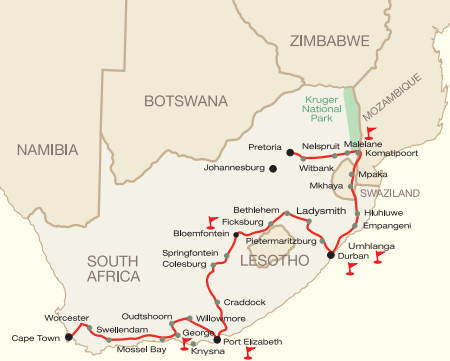 ZIMBABWE
MOZAMBIQUE
BOTSWANA
Kruger
National
Park
NAMIBIA
Pretoria
Nelspruit
Malelane
Komatipoort
Witbank
Johannesburg
Mpaka
Mkhaya
SWAZILAND
Bethlehem
Ladysmith
Hluhluwe
Ficksburg
Empangeni
Bloemfontein
Pietermaritzburg
Umhlanga
Durban
Springfontein
LESOTHO
Colesburg
SOUTH
AFRICA
Craddock
Worcester
Oudtshoorn
Willowmore
Swellendam
George
Cape Town
Mossel Bay
Knysna
Port Elizabeth